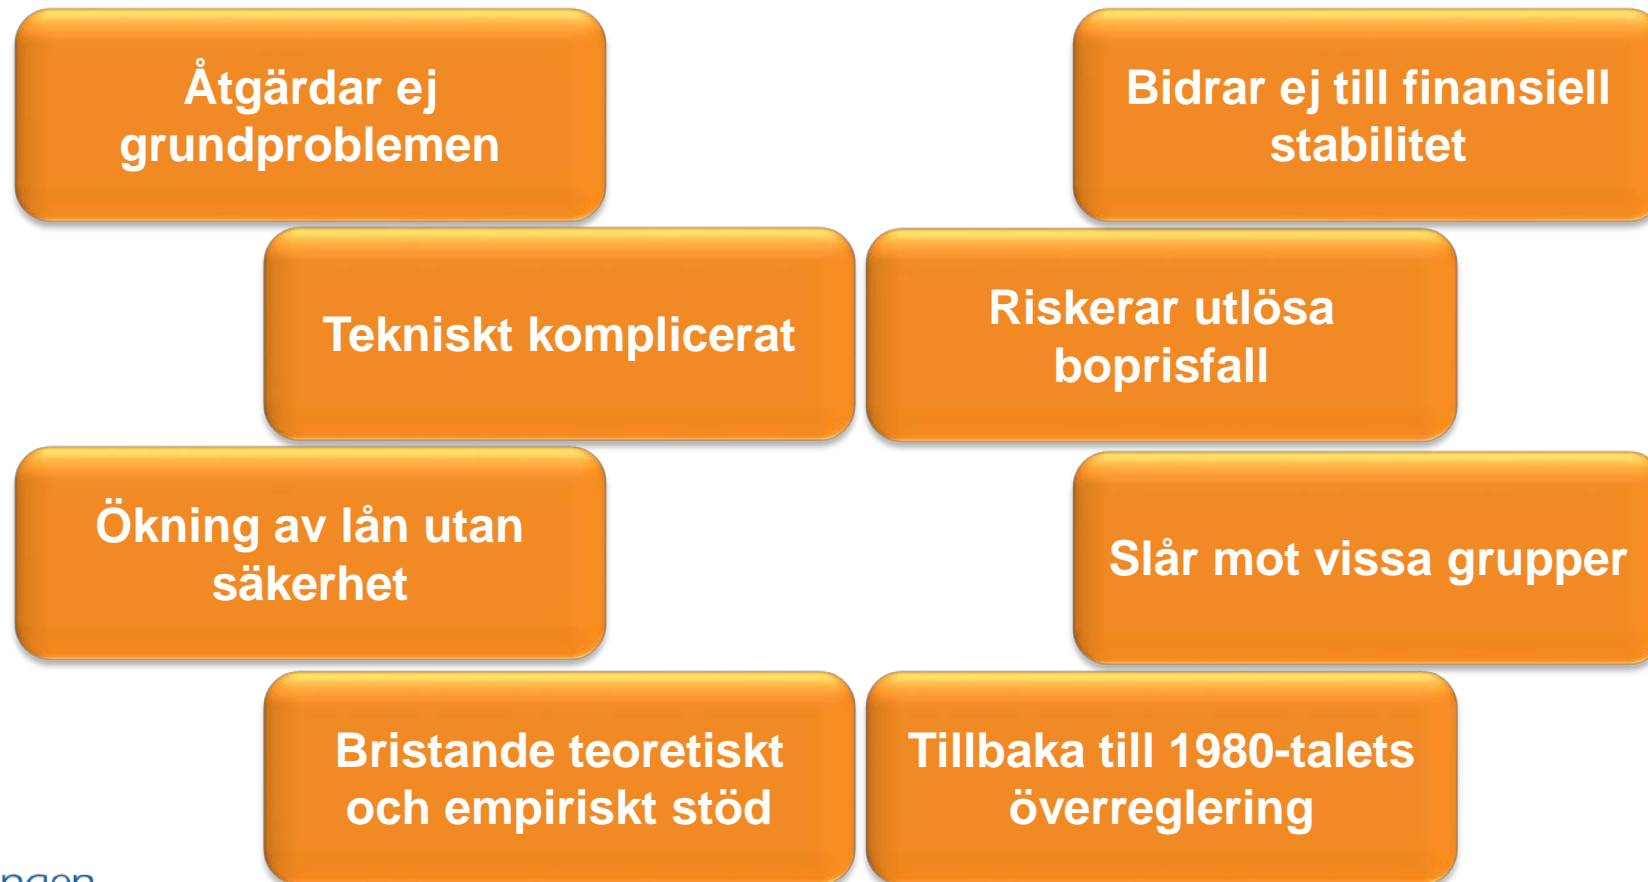 Åtgärdar ej
grundproblemen
Bidrar ej till finansiell
stabilitet
Tekniskt komplicerat
Riskerar utlösa
boprisfall
Ökning av lån utan
säkerhet
Slår mot vissa grupper
Bristande teoretiskt
och empiriskt stöd
Tillbaka till 1980-talets
överreglering